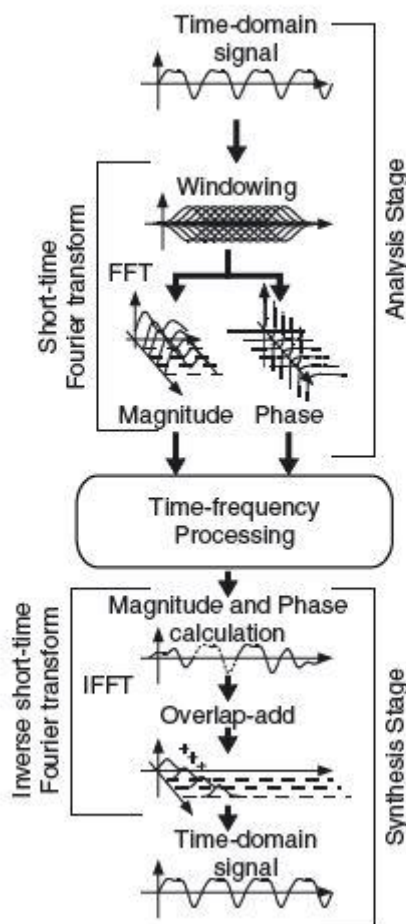 Time-domain
signal
Analysis Stage
Short-time
Fourier transform
Windowing
FFT
Magnitude
Phase
Time-frequency
Processing
Synthesis Stage
Inverse short-time
Fourier transform
Magnitude and Phase
calculation
IFFT
Overlap-add
Time-domain
signal